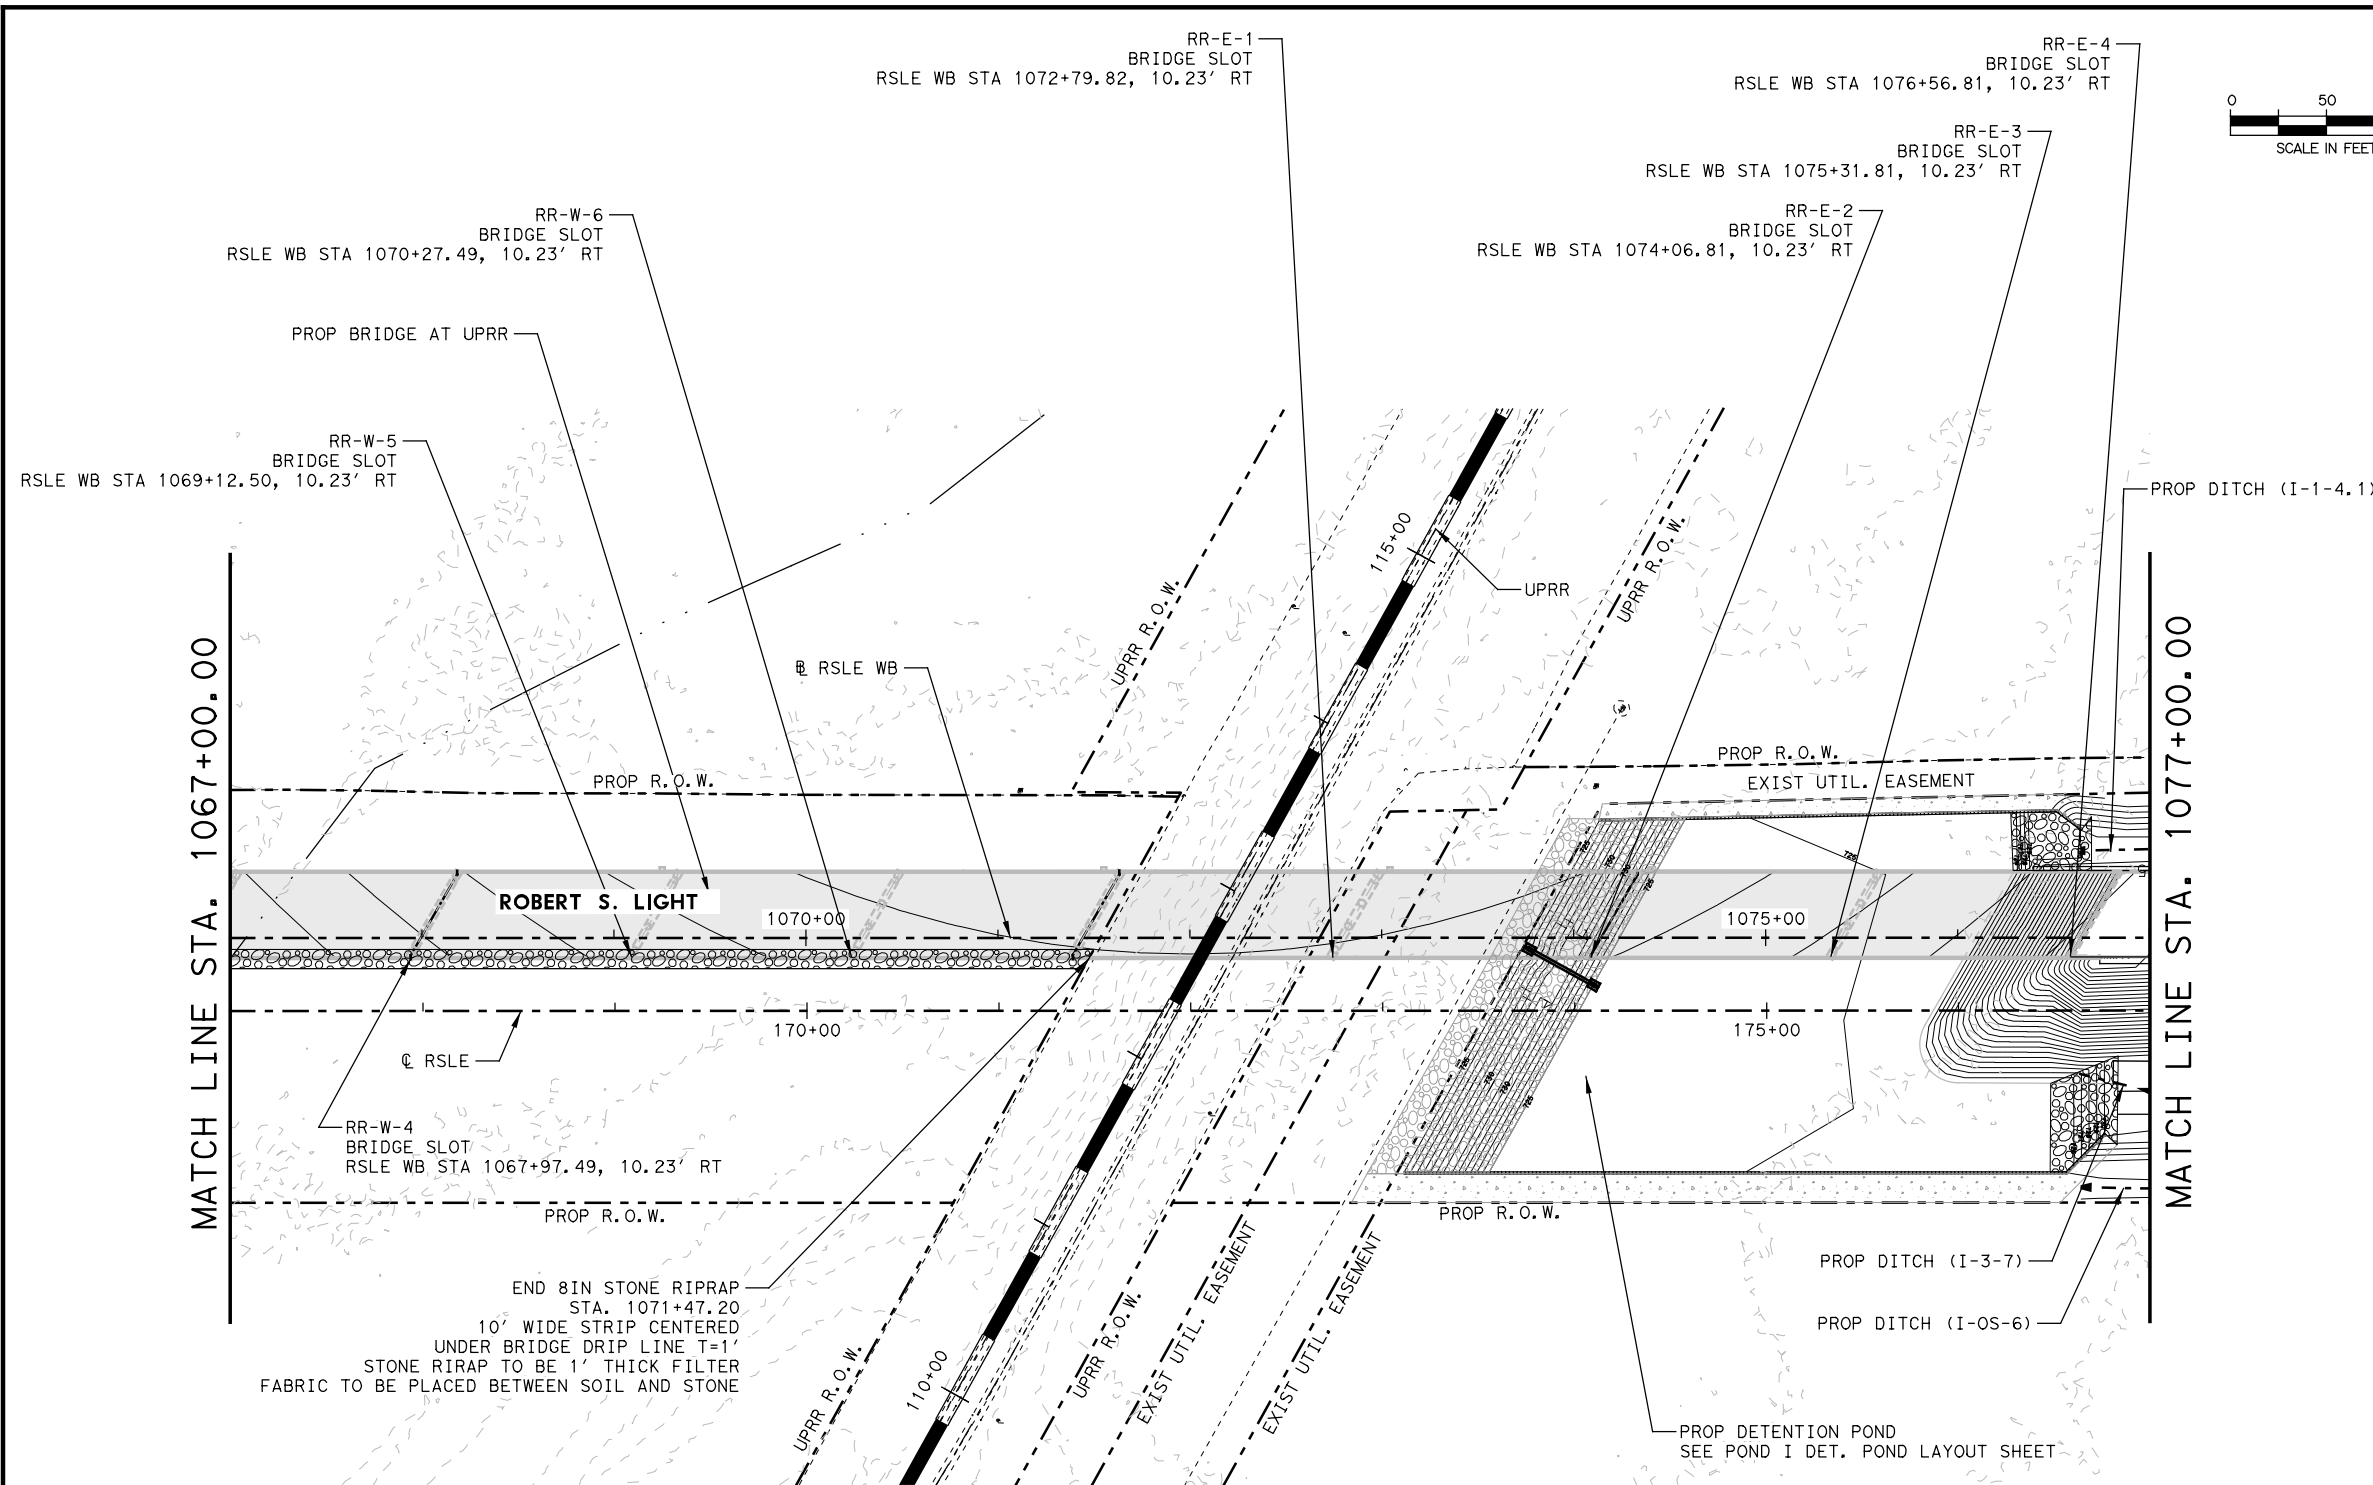 RR-E-1
BRIDGE SLOT
RSLE WB STA 1072+79.82, 10.23' RT
RR-E-4
BRIDGE SLOT
RSLE WB STA 1076+56.81, 10.23' RT
0 50
SCALE IN FEET
RR-E-3
BRIDGE SLOT
RSLE WB STA 1075+31.81, 10.23' RT
RR-E-2
BRIDGE SLOT
RSLE WB STA 1074+06.81, 10.23' RT
RR-W-6
BRIDGE SLOT
RSLE WB STA 1070+27.49, 10.23' RT
PROP BRIDGE AT UPRR
RR-W-5
BRIDGE SLOT
RSLE WB STA 1069+12.50, 10.23' RT
PROP DITCH (I-1-4.1)
115+00
UPRR
UPRR R.O.W.
UPRR R.O.W.
℄ RSLE WB
MATCH LINE STA. 1067+00.00
MATCH LINE STA. 1077+00.00
PROP R.O.W.
PROP R.O.W.
EXIST UTIL. EASEMENT
725
725
730
730
725
ROBERT S. LIGHT
1070+00
1075+00
170+00
175+00
℄ RSLE
725
730
730
725
RR-W-4
BRIDGE SLOT
RSLE WB STA 1067+97.49, 10.23' RT
PROP R.O.W.
PROP R.O.W.
PROP DITCH (I-3-7)
PROP DITCH (I-OS-6)
END 8IN STONE RIPRAP
STA. 1071+47.20
10' WIDE STRIP CENTERED
UNDER BRIDGE DRIP LINE T=1'
STONE RIRAP TO BE 1' THICK FILTER
FABRIC TO BE PLACED BETWEEN SOIL AND STONE
UPRR R.O.W.
110+00
UPRR R.O.W.
EXIST UTIL. EASEMENT
EXIST UTIL. EASEMENT
PROP DETENTION POND
SEE POND I DET. POND LAYOUT SHEET